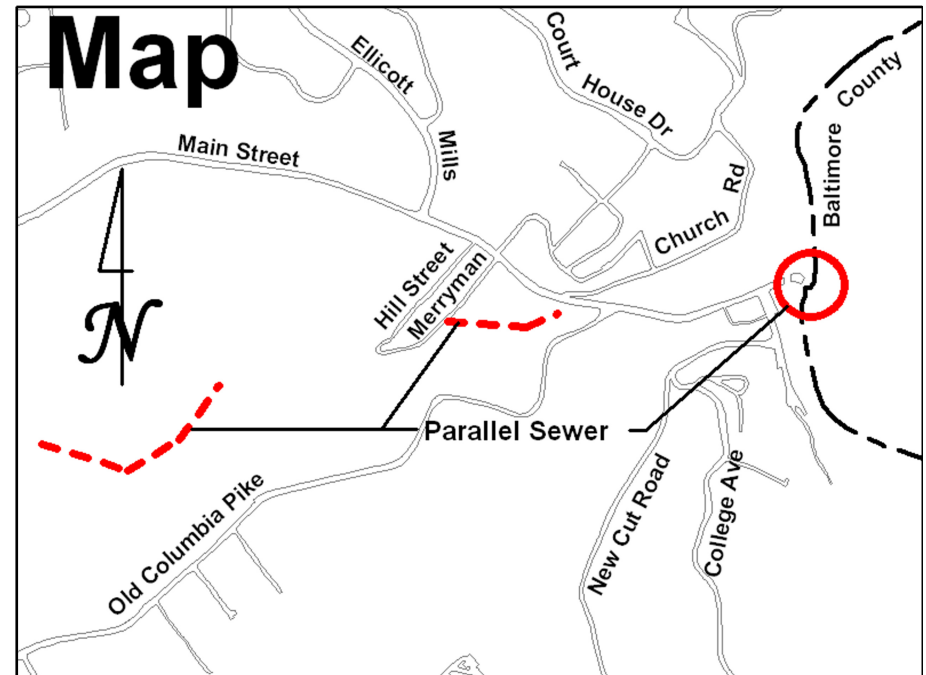 Map
Ellicott
Mills
Court
House Dr
County
Baltimore
Main Street
Rd
Church
Hill Street
Merryman
N
Parallel Sewer
Old Columbia Pike
New Cut Road
College Ave